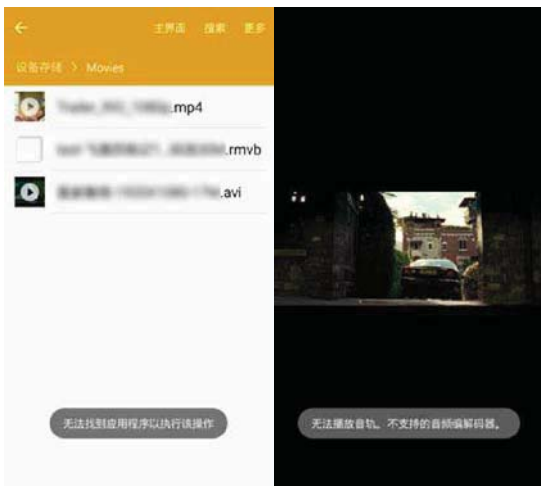 主界面 搜索 更多
设备存储 > Movies
.mp4
.rmvb
.avi
无法找到应用程序以执行该操作
无法播放音轨。不支持的音频编解码器。